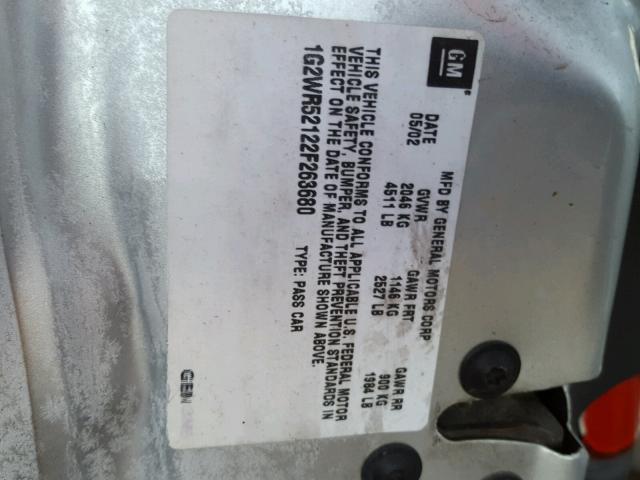 GM
MFD BY GENERAL MOTORS CORP
DATE GVWR GAWR FRT GAWR RR
05/02 2046 KG 1146 KG 900 KG
4511 LB 2527 LB 1984 LB
THIS VEHICLE CONFORMS TO ALL APPLICABLE U.S. FEDERAL MOTOR
VEHICLE SAFETY, BUMPER, AND THEFT PREVENTION STANDARDS IN
EFFECT ON THE DATE OF MANUFACTURE SHOWN ABOVE.
1G2WR52122F263680 TYPE: PASS CAR